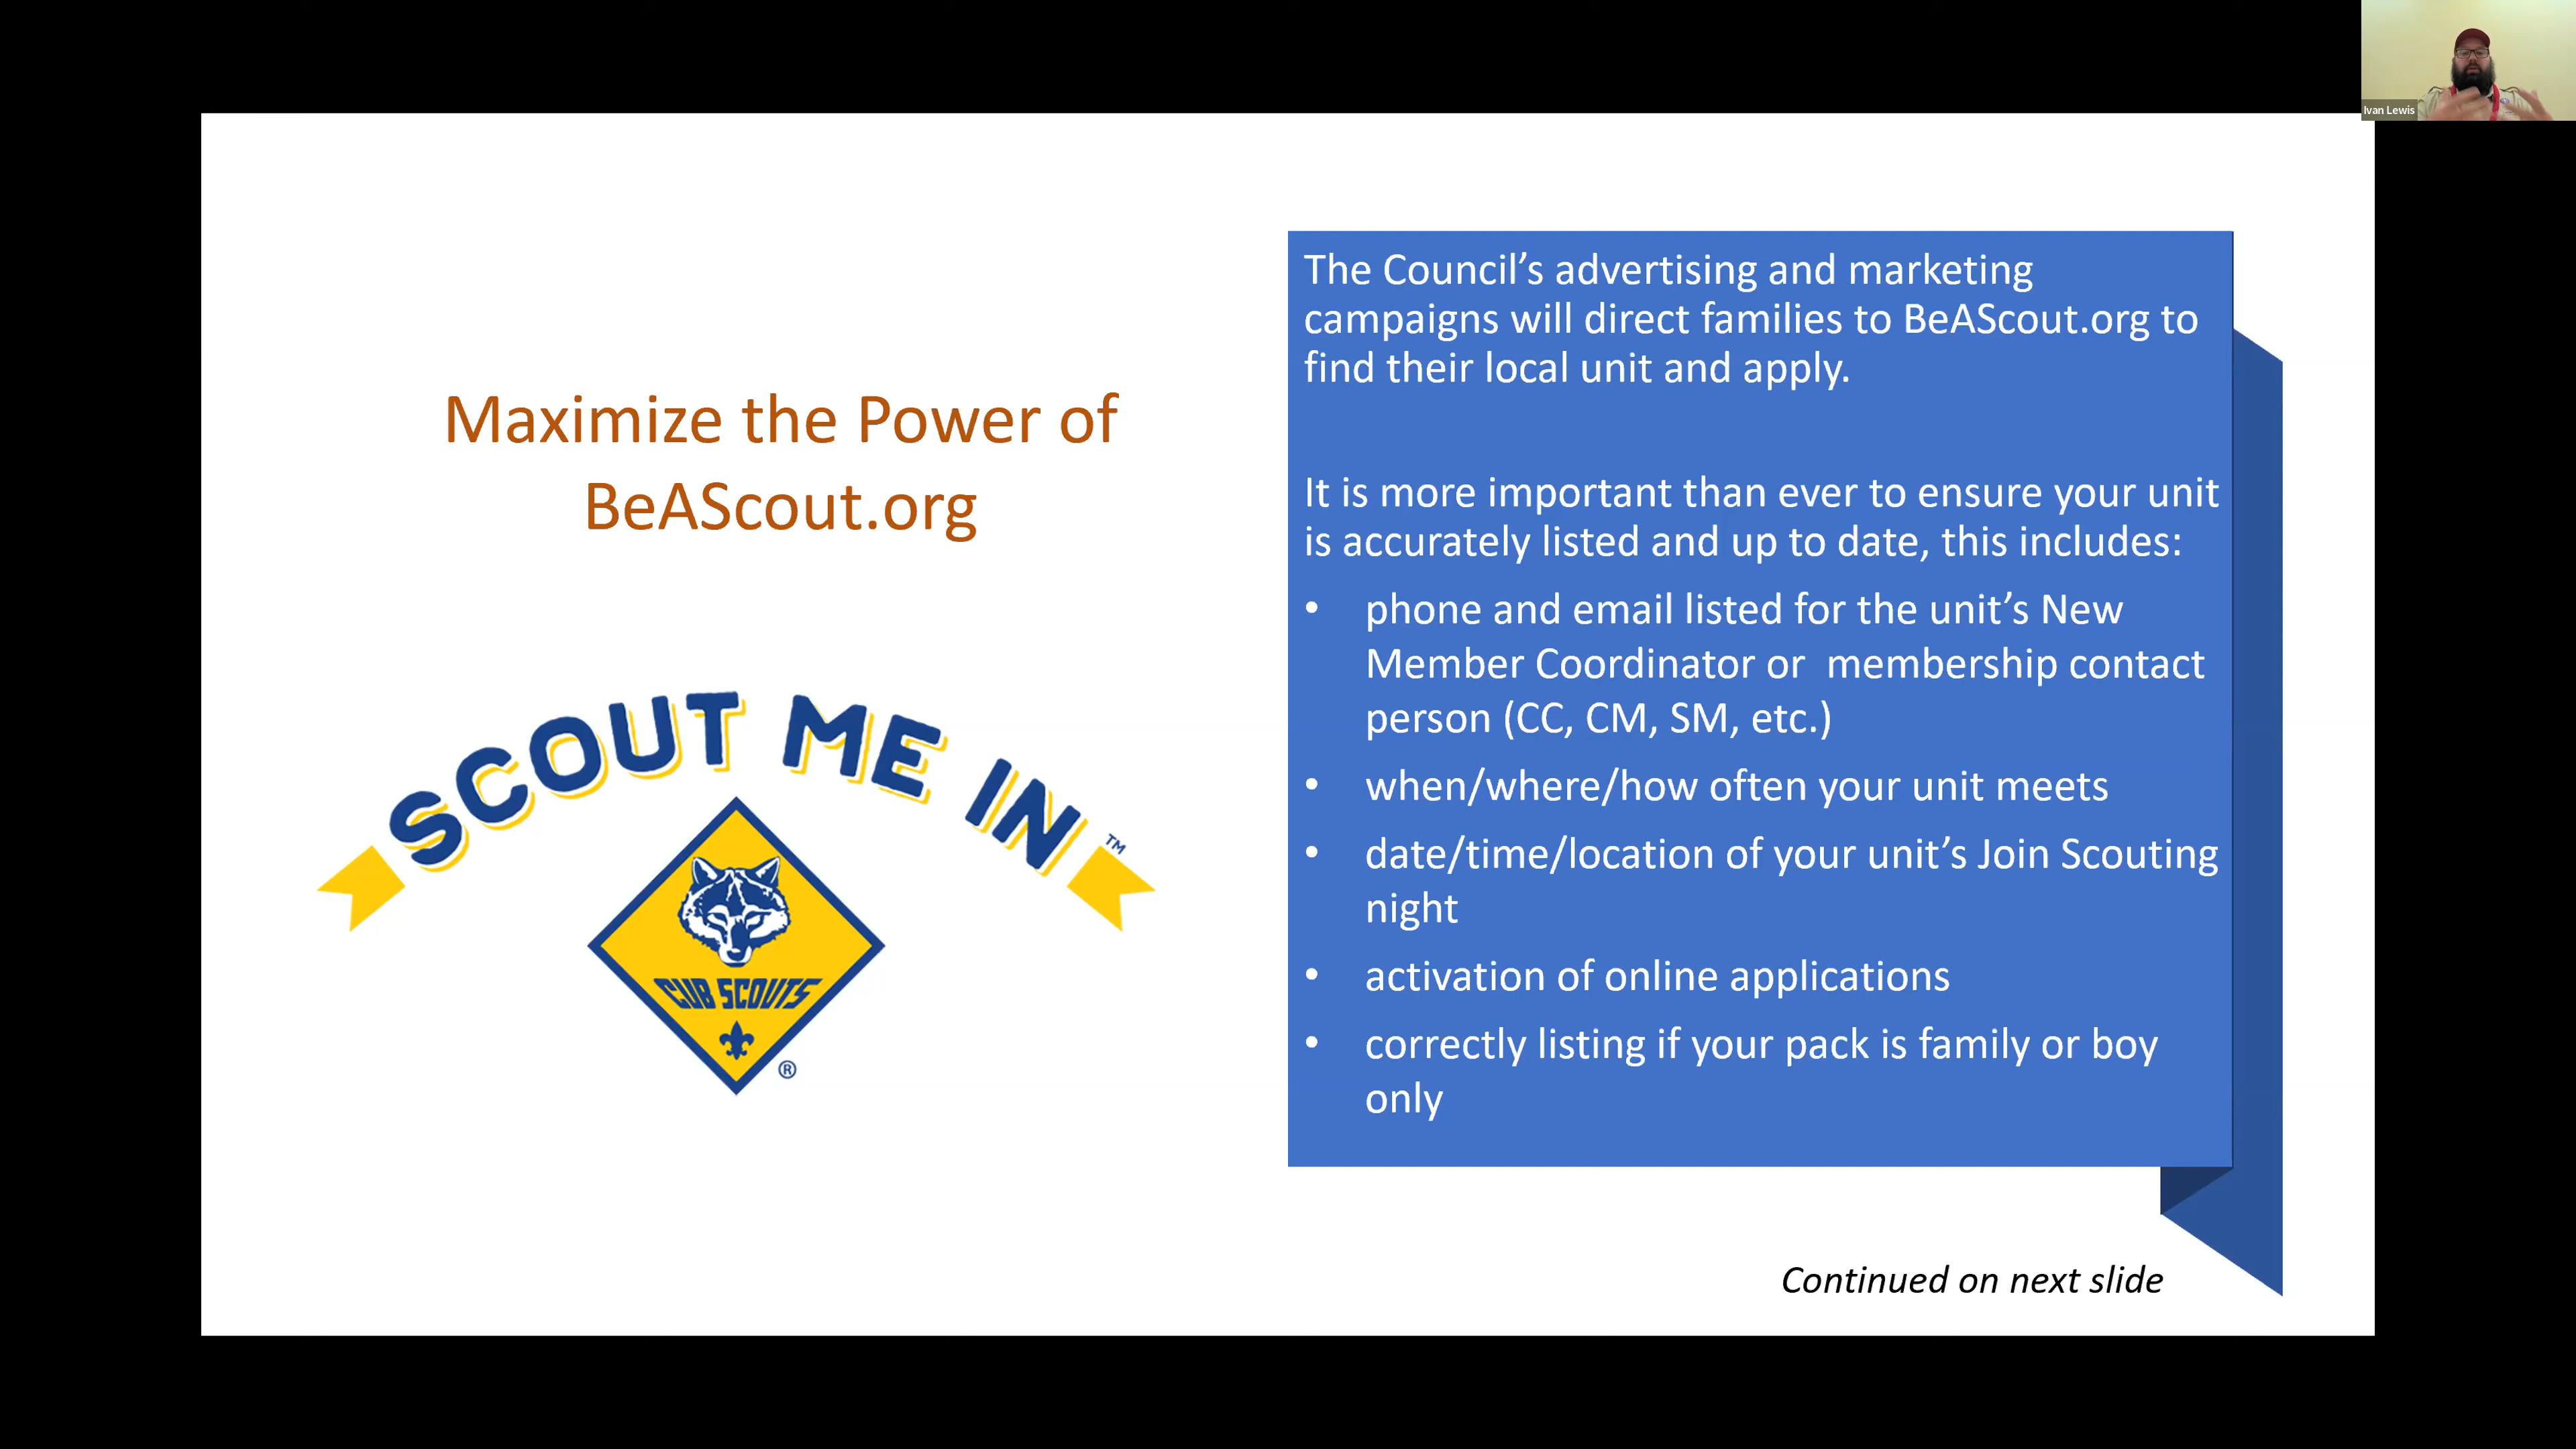 Ivan Lewis
Maximize the Power of
BeAScout.org
SCOUT ME IN™
CUB SCOUTS
®
The Council’s advertising and marketing
campaigns will direct families to BeAScout.org to
find their local unit and apply.
It is more important than ever to ensure your unit
is accurately listed and up to date, this includes:
• phone and email listed for the unit’s New
Member Coordinator or  membership contact
person (CC, CM, SM, etc.)
• when/where/how often your unit meets
• date/time/location of your unit’s Join Scouting
night
• activation of online applications
• correctly listing if your pack is family or boy
only
Continued on next slide